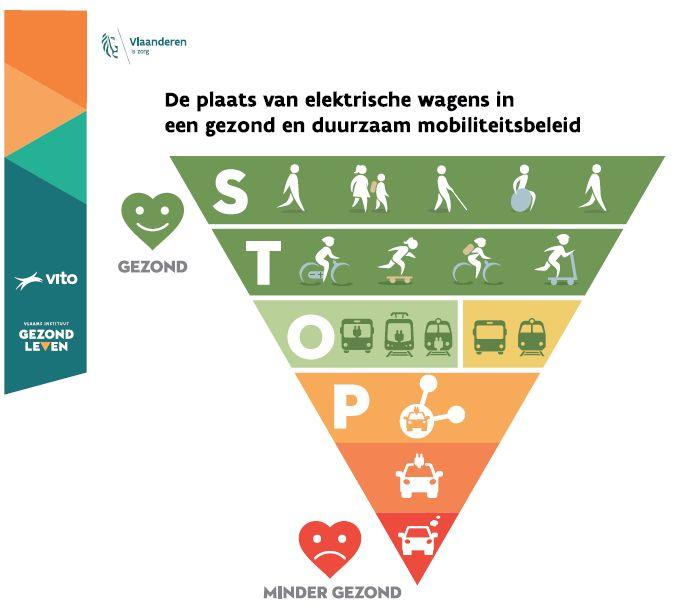 Vlaanderen
is zorg
De plaats van elektrische wagens in
een gezond en duurzaam mobiliteitsbeleid
S
GEZOND
T
vito
VLAAMS INSTITUUT
GEZOND
LEVEN
O
P
MINDER GEZOND